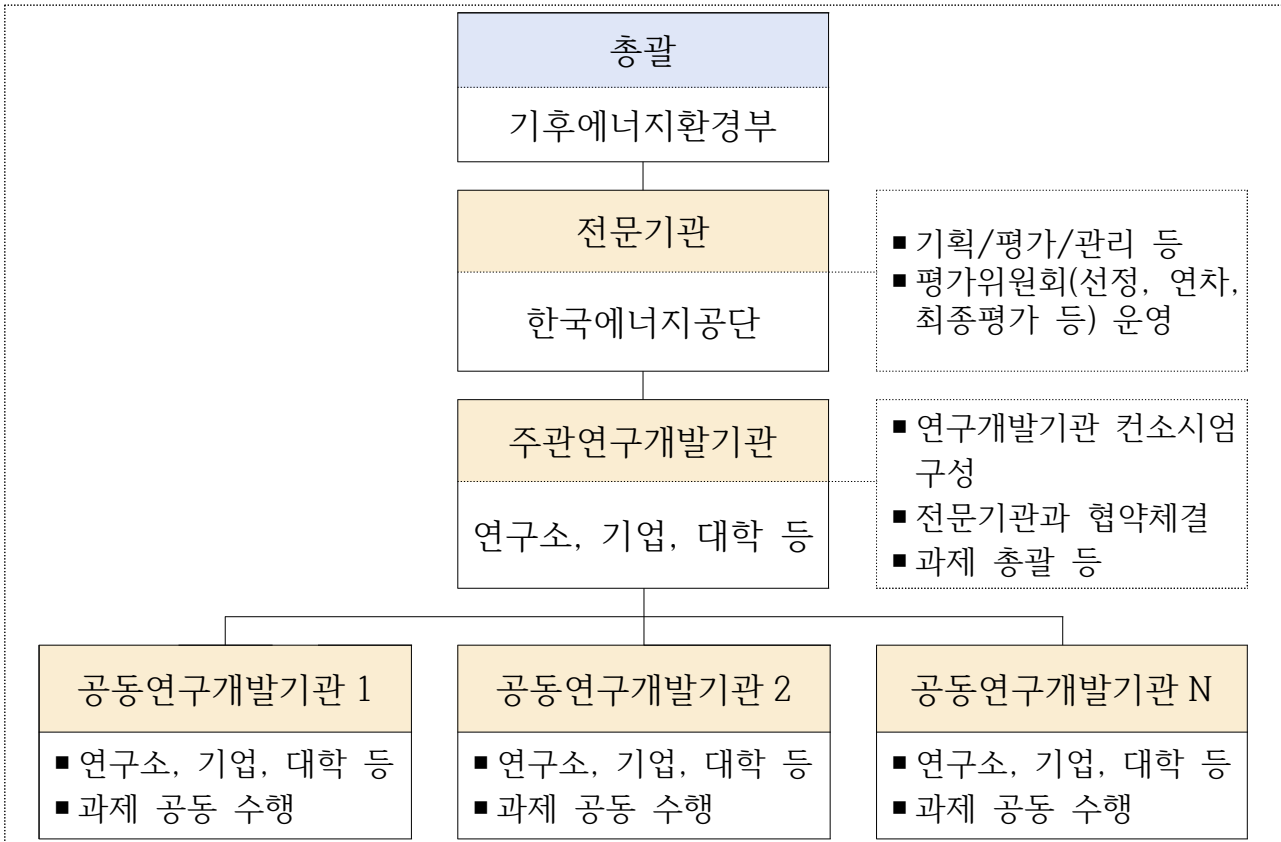 총괄
기후에너지환경부
전문기관
한국에너지공단
■ 기획/평가/관리 등
■ 평가위원회(선정, 연차,
최종평가 등) 운영
주관연구개발기관
연구소, 기업, 대학 등
■ 연구개발기관 컨소시엄
구성
■ 전문기관과 협약체결
■ 과제 총괄 등
공동연구개발기관 1
■ 연구소, 기업, 대학 등
■ 과제 공동 수행
공동연구개발기관 2
■ 연구소, 기업, 대학 등
■ 과제 공동 수행
공동연구개발기관 N
■ 연구소, 기업, 대학 등
■ 과제 공동 수행